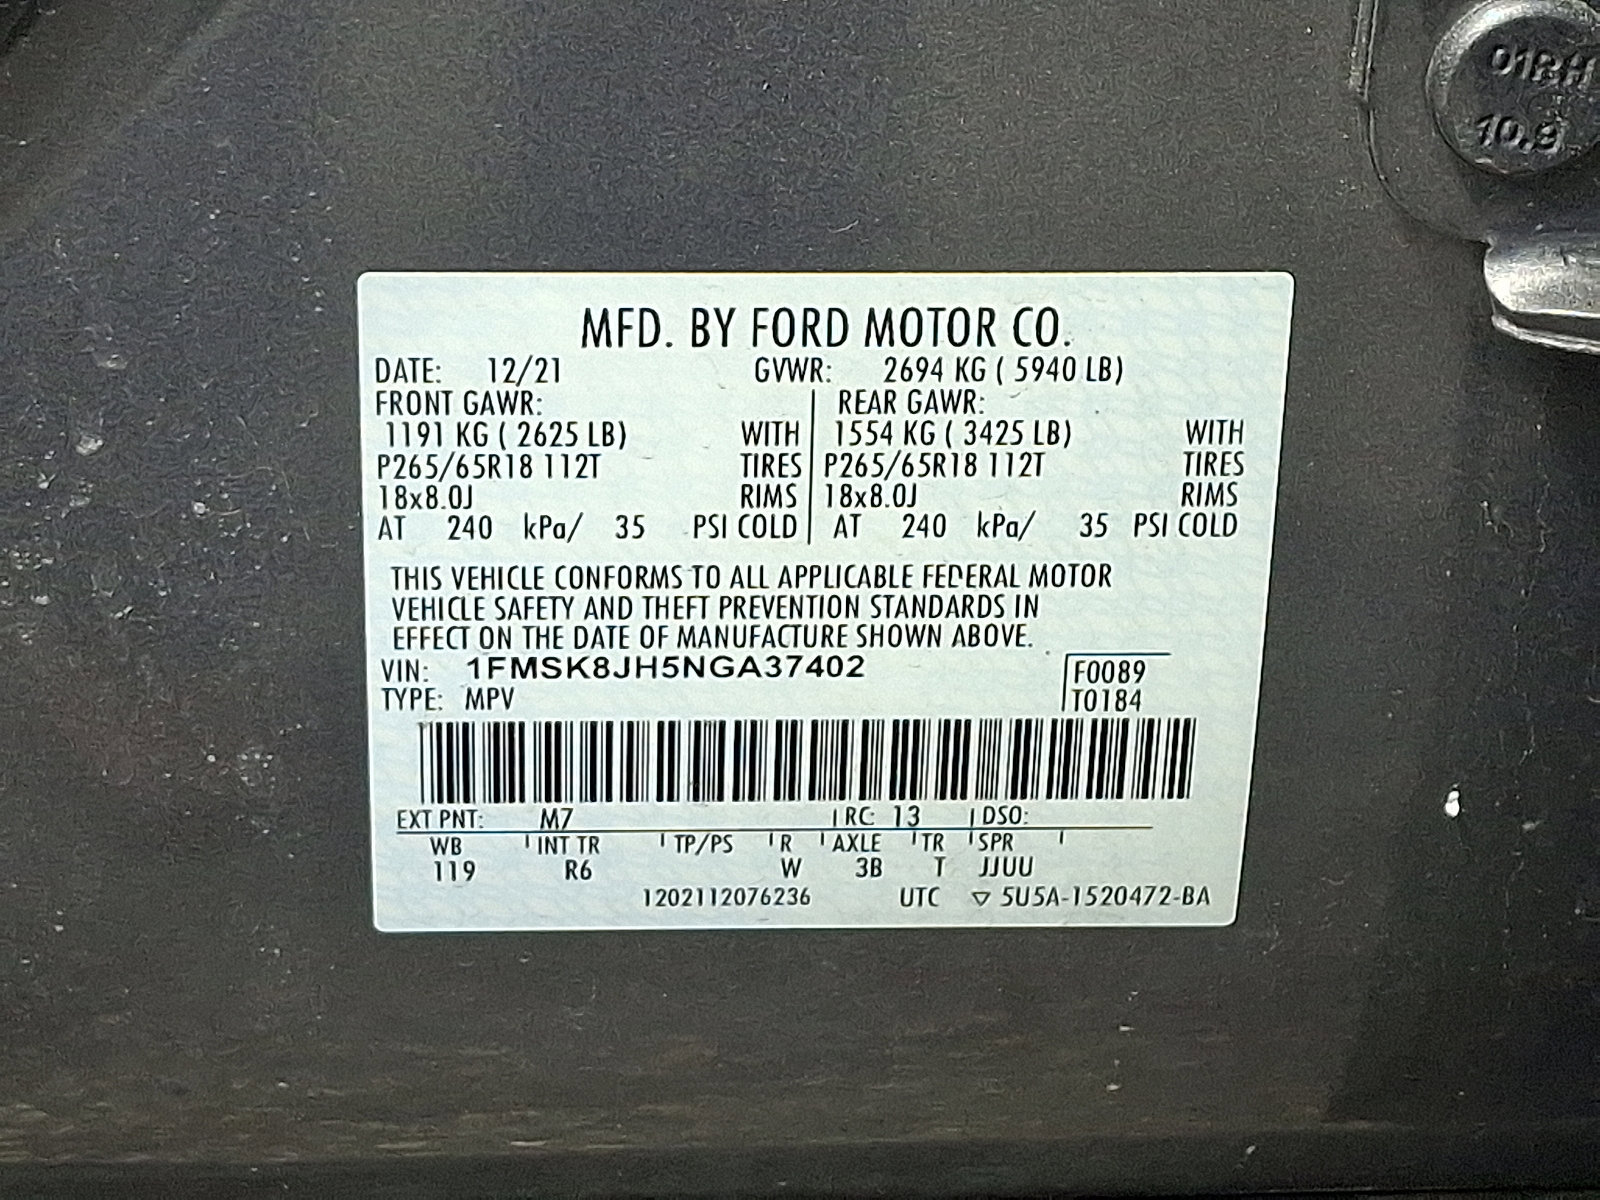 01RH
10.9
MFD. BY FORD MOTOR CO.
DATE: 12/21 GVWR: 2694 KG ( 5940 LB)
FRONT GAWR: REAR GAWR:
1191 KG ( 2625 LB) WITH 1554 KG ( 3425 LB) WITH
P265/65R18 112T TIRES P265/65R18 112T TIRES
18x8.0J RIMS 18x8.0J RIMS
AT 240 kPa/ 35 PSI COLD AT 240 kPa/ 35 PSI COLD
THIS VEHICLE CONFORMS TO ALL APPLICABLE FEDERAL MOTOR
VEHICLE SAFETY AND THEFT PREVENTION STANDARDS IN
EFFECT ON THE DATE OF MANUFACTURE SHOWN ABOVE.
VIN: 1FMSK8JH5NGA37402 F0089
TYPE: MPV T0184
EXT PNT: M7 RC: 13 DSO:
WB INT TR TP/PS R AXLE TR SPR
119 R6 W 3B T JJUU
1202112076236 UTC ▽ 5U5A-1520472-BA